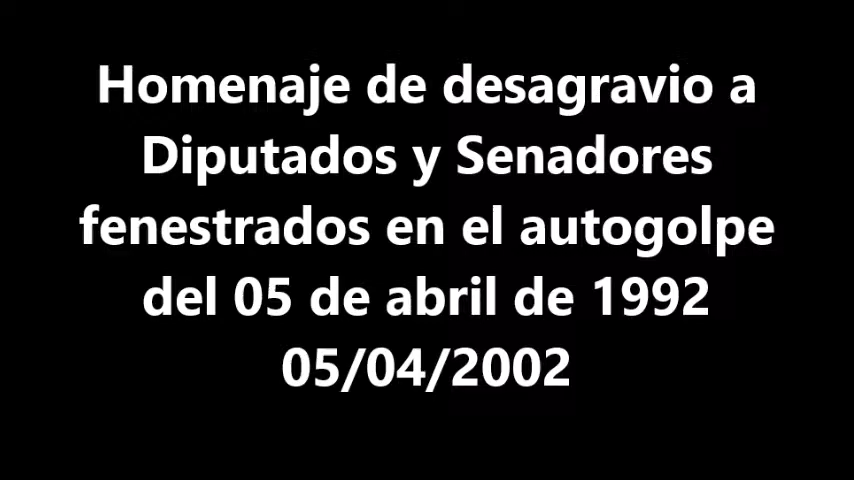 Homenaje de desagravio a
Diputados y Senadores
fenestrados en el autogolpe
del 05 de abril de 1992
05/04/2002